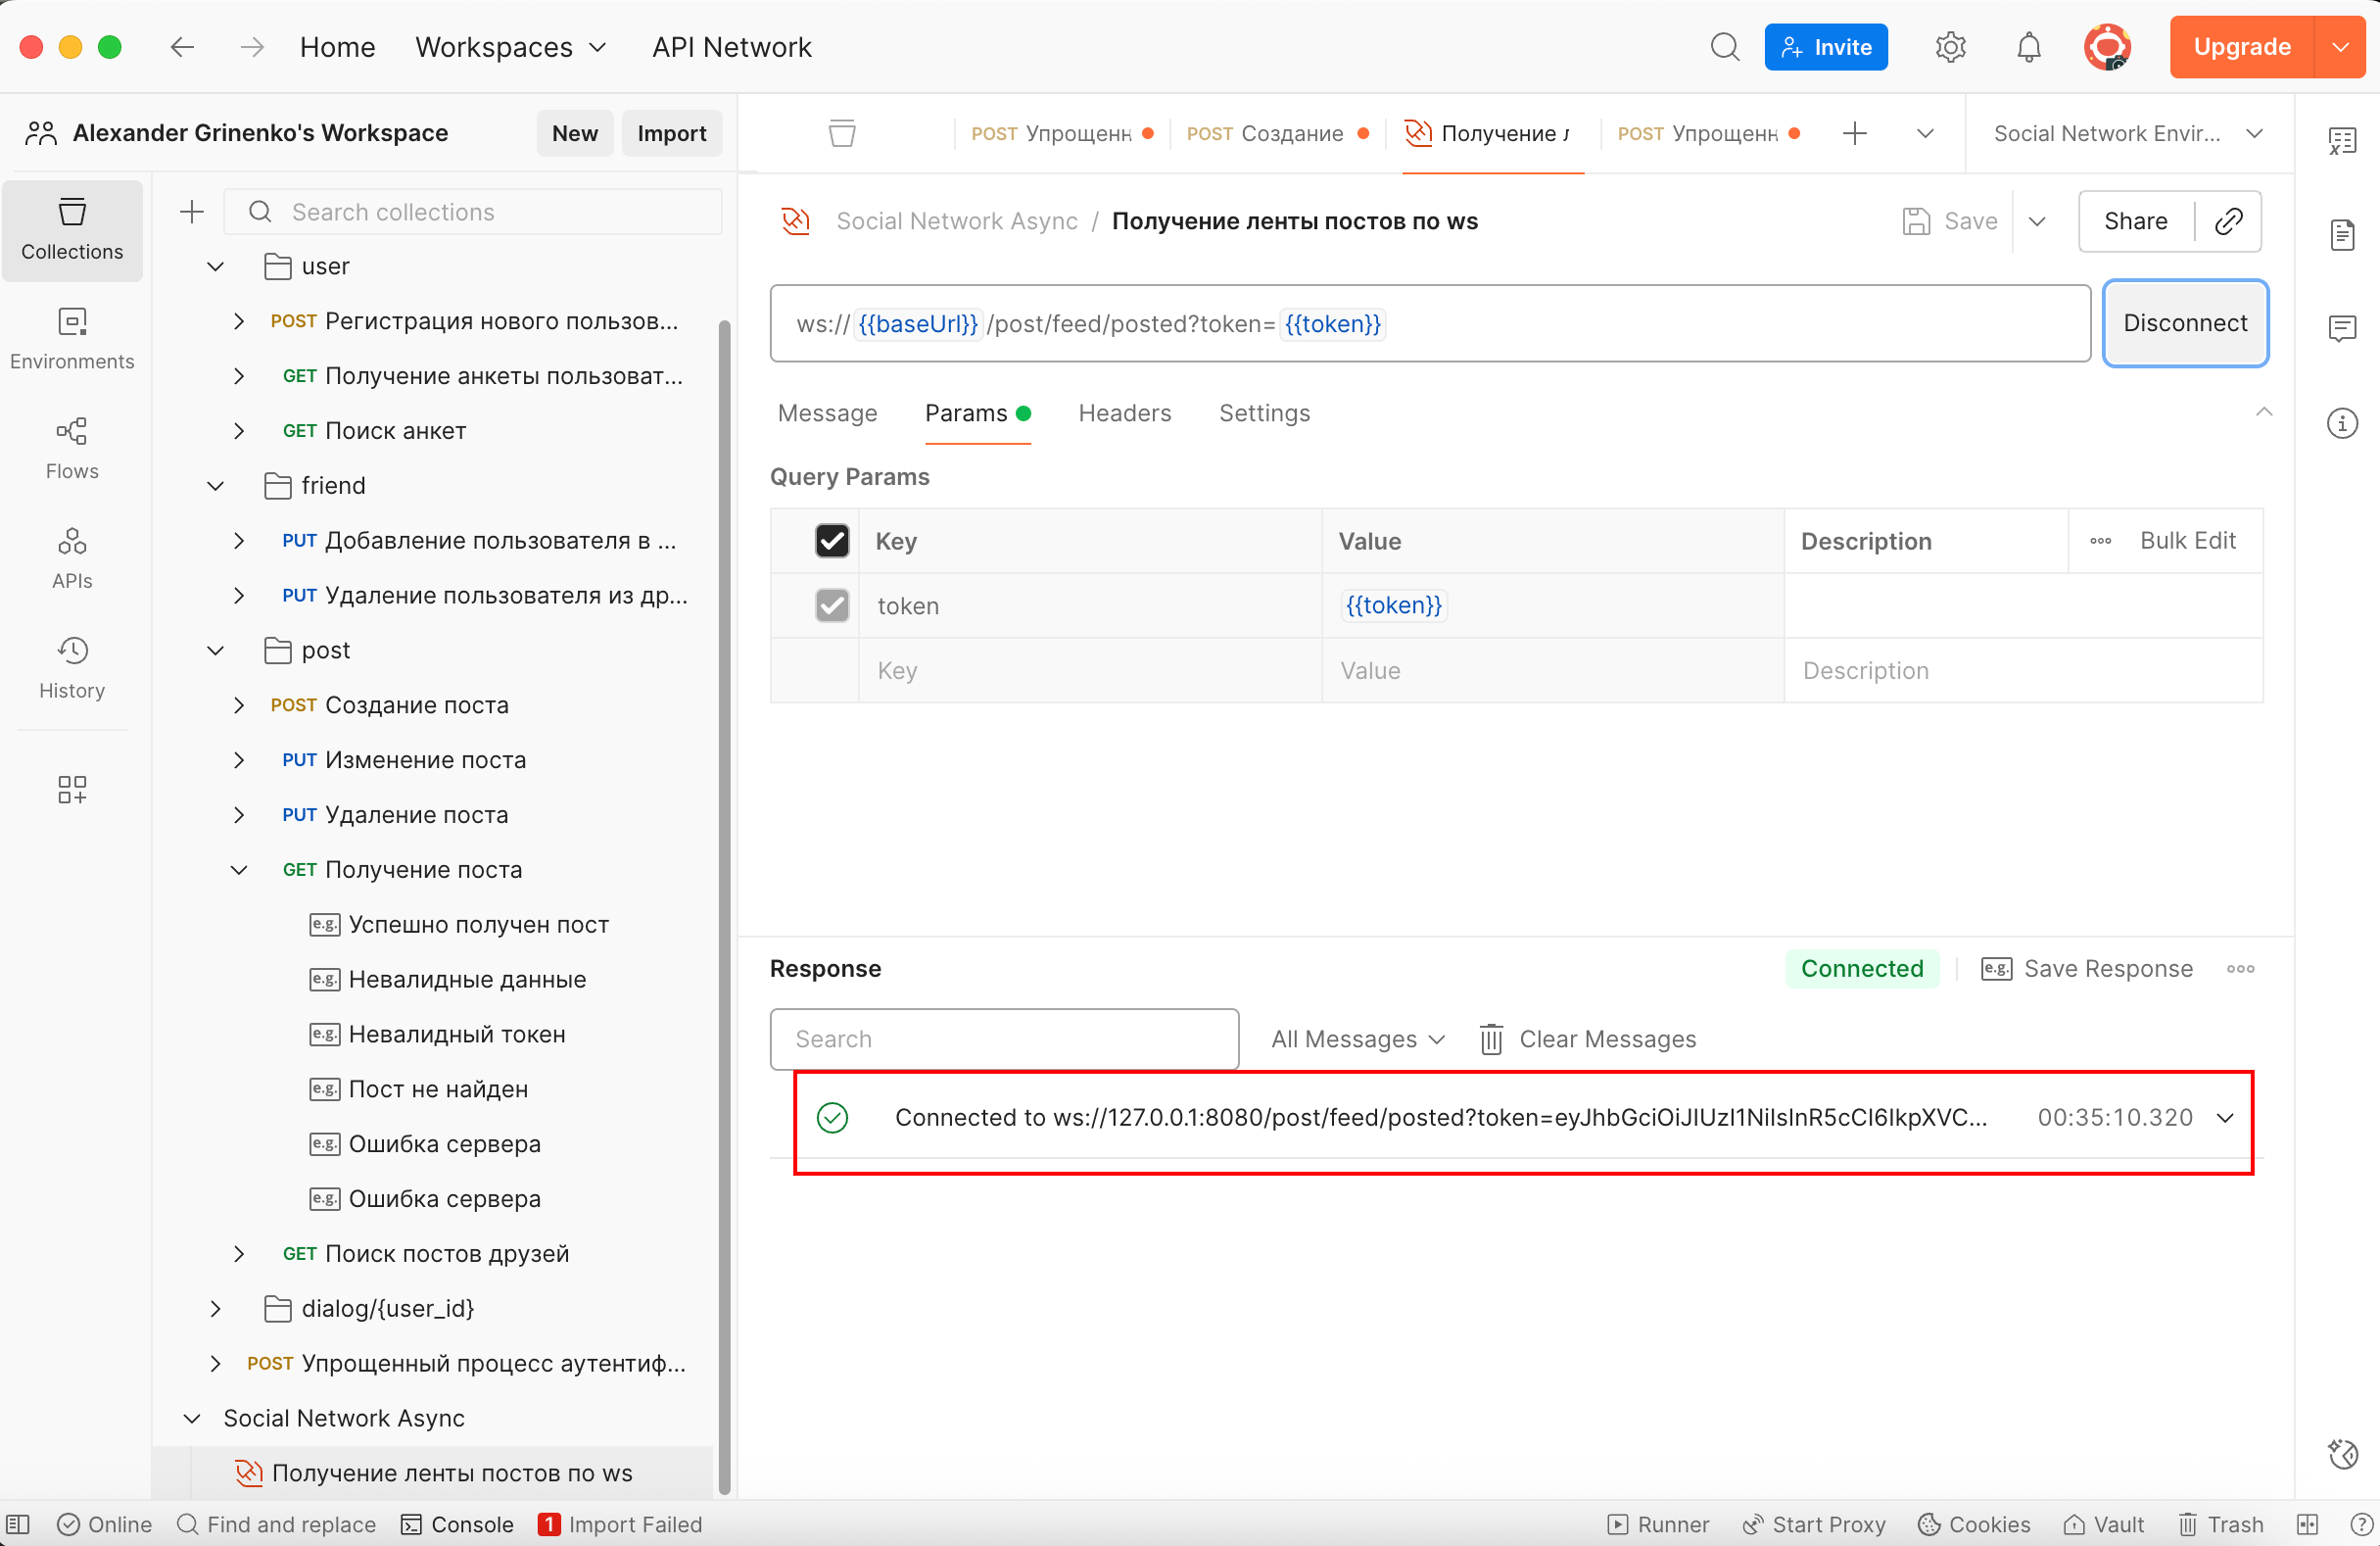 Home Workspaces API Network Invite Upgrade
Alexander Grinenko's Workspace New Import
POST Упрощенн POST Создание Получение л POST Упрощенн Social Network Envir...
Collections
Environments
Flows
APIs
History
Search collections
user
POST Регистрация нового пользов...
GET Получение анкеты пользоват...
GET Поиск анкет
friend
PUT Добавление пользователя в ...
PUT Удаление пользователя из др...
post
POST Создание поста
PUT Изменение поста
PUT Удаление поста
GET Получение поста
e.g. Успешно получен пост
e.g. Невалидные данные
e.g. Невалидный токен
e.g. Пост не найден
e.g. Ошибка сервера
e.g. Ошибка сервера
GET Поиск постов друзей
dialog/{user_id}
POST Упрощенный процесс аутентиф...
Social Network Async
Получение ленты постов по ws
Social Network Async / Получение ленты постов по ws Save Share
ws://{{baseUrl}}/post/feed/posted?token={{token}} Disconnect
Message Params Headers Settings
Query Params
Key Value Description Bulk Edit
token {{token}}
Key Value Description
Response Connected e.g. Save Response
Search All Messages Clear Messages
Connected to ws://127.0.0.1:8080/post/feed/posted?token=eyJhbGciOiJIUzI1NiIsInR5cCI6IkpXVC... 00:35:10.320
Online Find and replace Console 1 Import Failed Runner Start Proxy Cookies Vault Trash